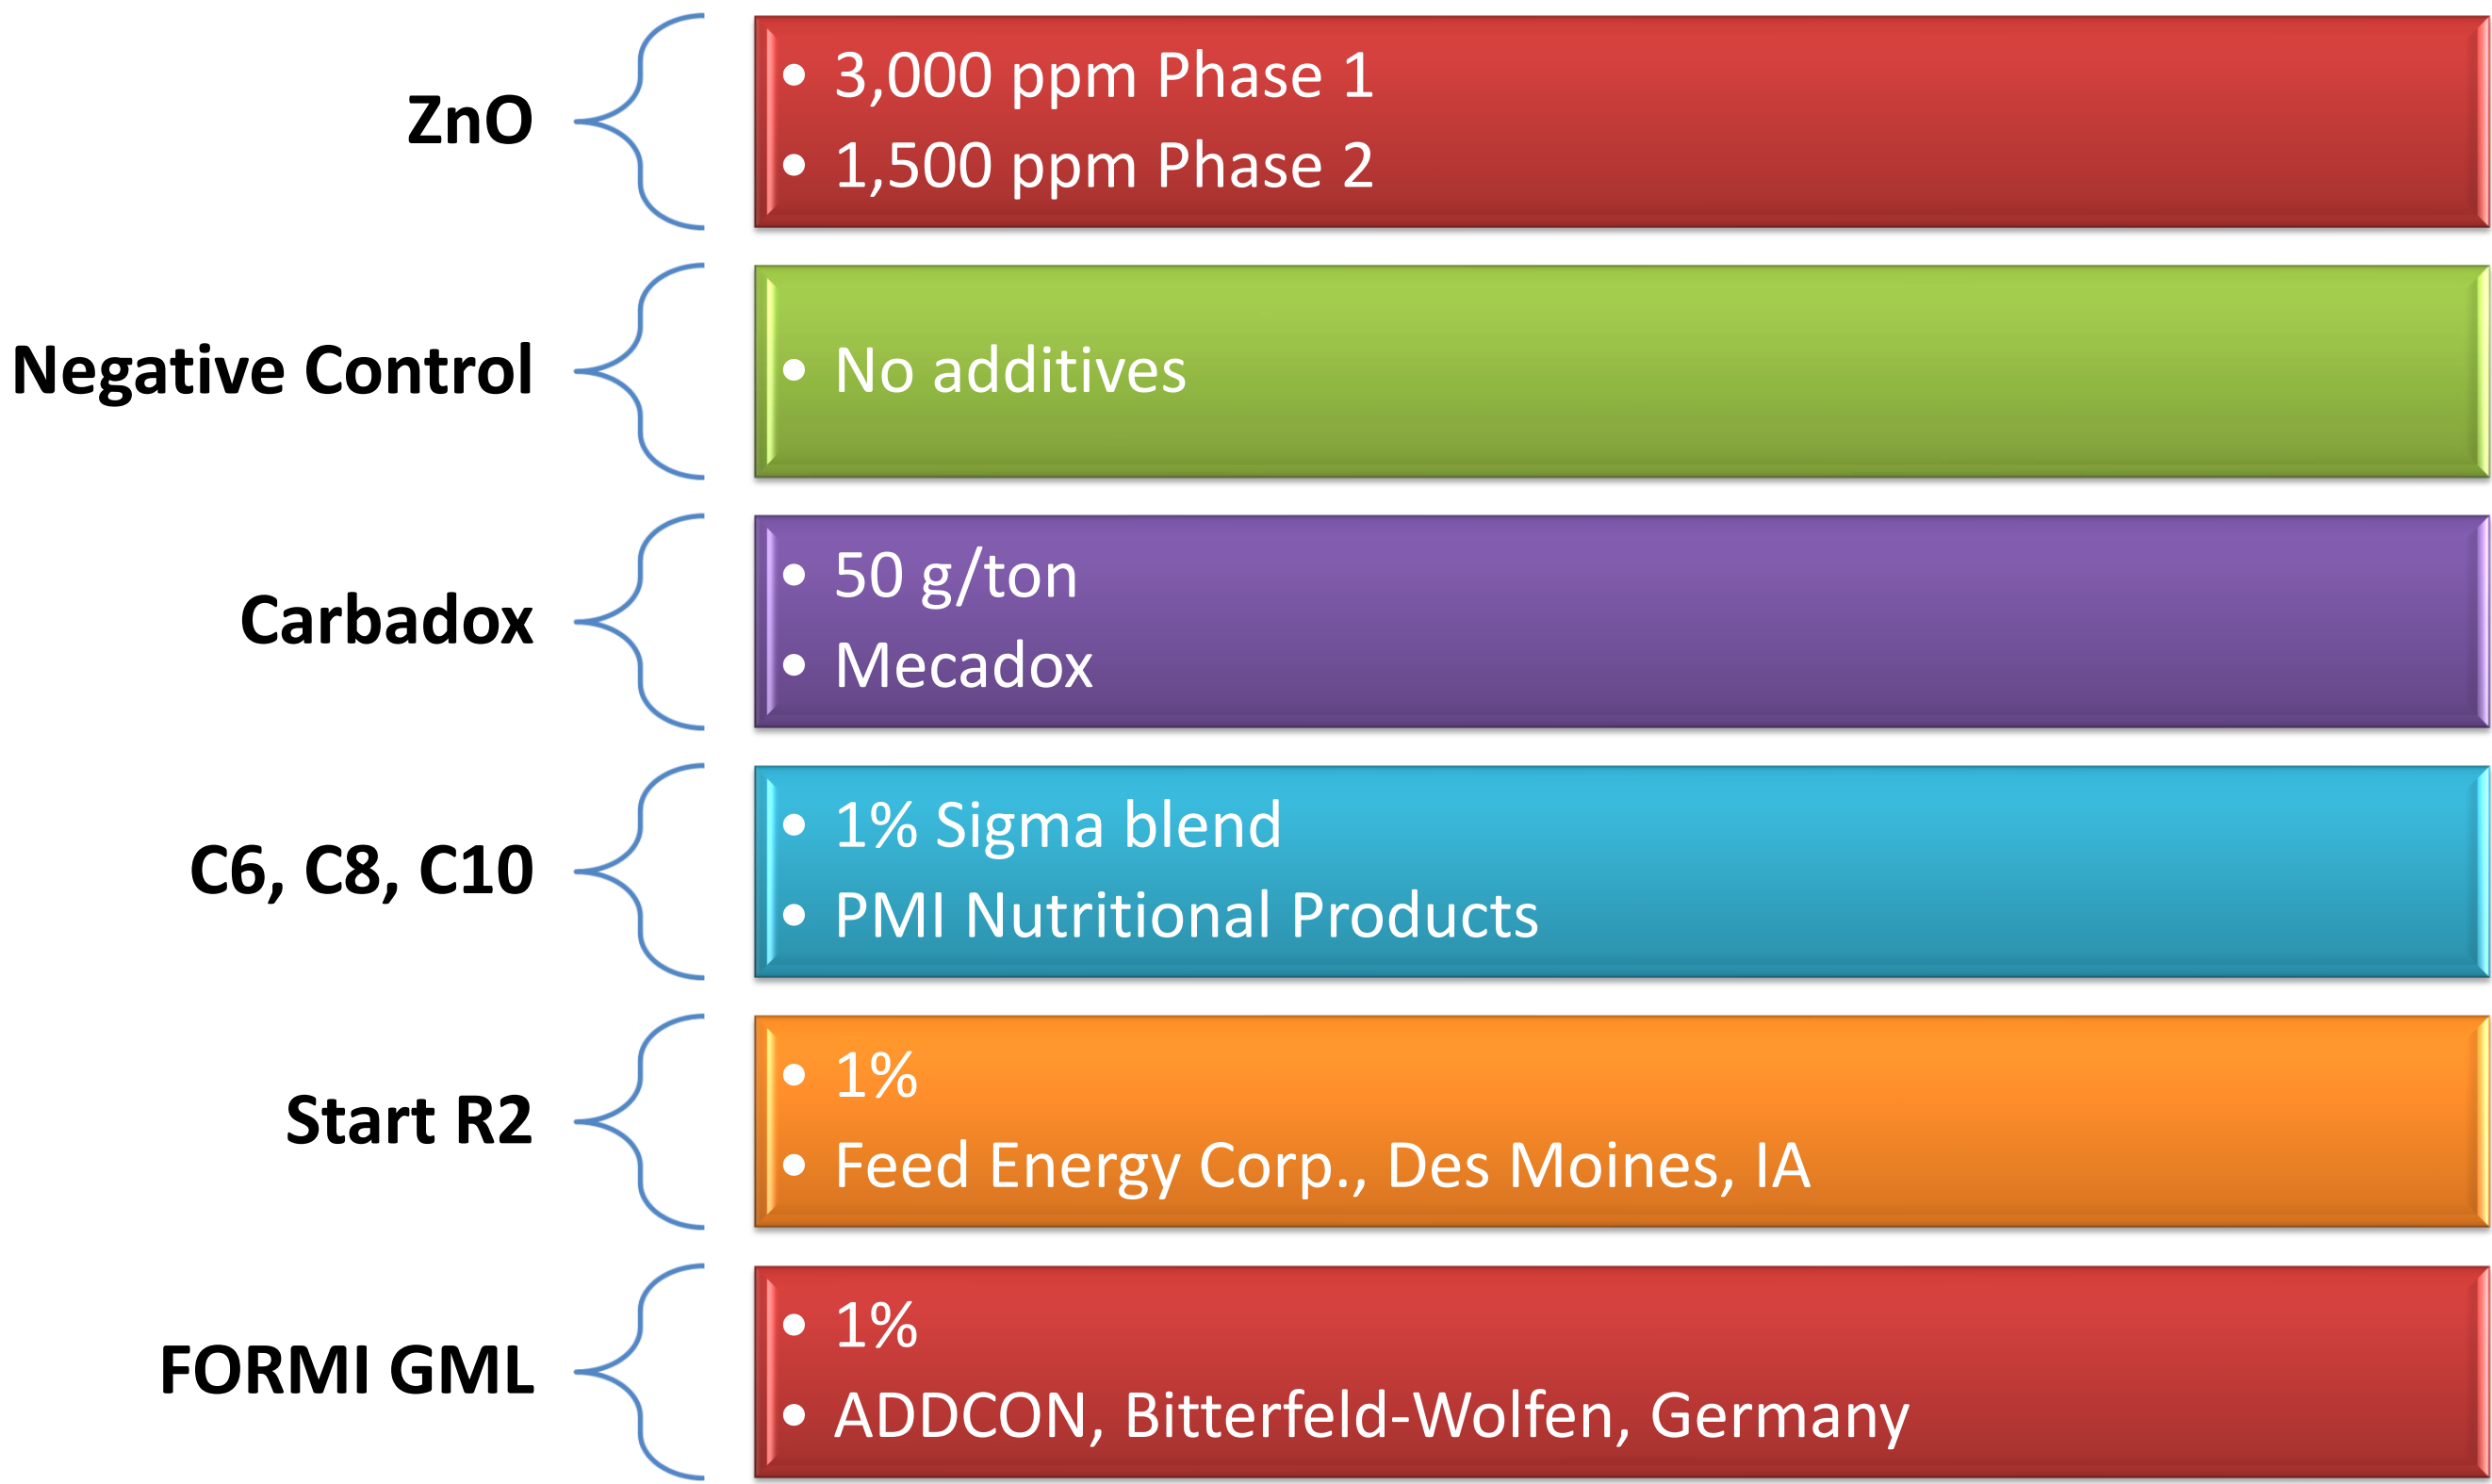 ZnO
• 3,000 ppm Phase 1
• 1,500 ppm Phase 2
Negative Control
• No additives
Carbadox
• 50 g/ton
• Mecadox
C6, C8, C10
• 1% Sigma blend
• PMI Nutritional Products
Start R2
• 1%
• Feed Energy Corp., Des Moines, IA
FORMI GML
• 1%
• ADDCON, Bitterfeld-Wolfen, Germany